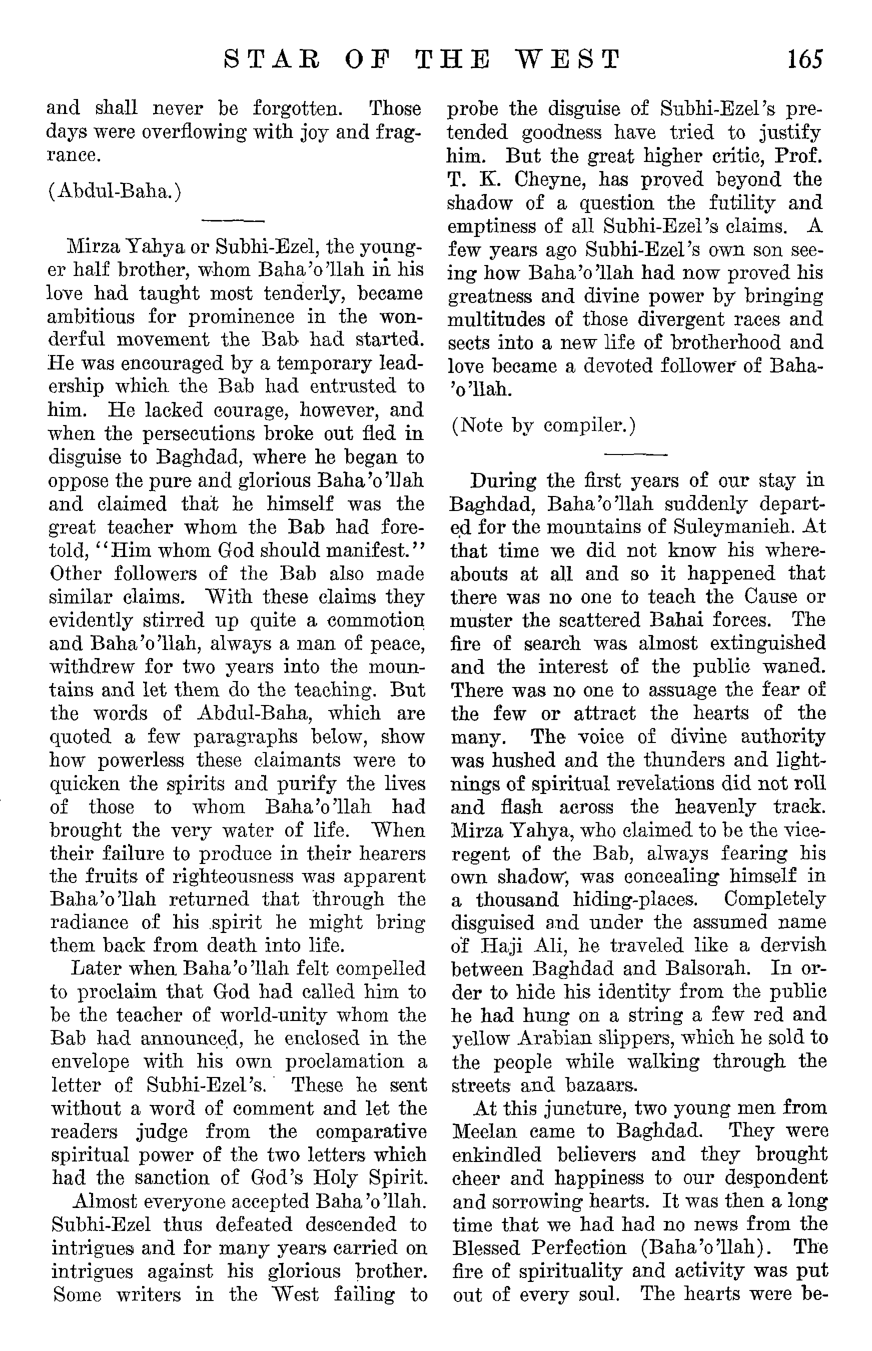 STAR OF THE WEST 165
and shall never be forgotten. Those
days were overflowing with joy and frag-
rance.
(Abdul-Baha.)
Mirza Yahya or Subhi-Ezel, the young-
er half brother, whom Baha'o'llah in his
love had taught most tenderly, became
ambitious for prominence in the won-
derful movement the Bab had started.
He was encouraged by a temporary lead-
ership which the Bab had entrusted to
him. He lacked courage, however, and
when the persecutions broke out fled in
disguise to Baghdad, where he began to
oppose the pure and glorious Baha'o'llah
and claimed that he himself was the
great teacher whom the Bab had fore-
told, "Him whom God should manifest."
Other followers of the Bab also made
similar claims. With these claims they
evidently stirred up quite a commotion
and Baha'o'llah, always a man of peace,
withdrew for two years into the moun-
tains and let them do the teaching. But
the words of Abdul-Baha, which are
quoted a few paragraphs below, show
how powerless these claimants were to
quicken the spirits and purify the lives
of those to whom Baha'o'llah had
brought the very water of life. When
their failure to produce in their hearers
the fruits of righteousness was apparent
Baha'o'llah returned that through the
radiance of his spirit he might bring
them back from death into life.
Later when Baha'o'llah felt compelled
to proclaim that God had called him to
be the teacher of world-unity whom the
Bab had announced, he enclosed in the
envelope with his own proclamation a
letter of Subhi-Ezel's. These he sent
without a word of comment and let the
readers judge from the comparative
spiritual power of the two letters which
had the sanction of God's Holy Spirit.
Almost everyone accepted Baha'o'llah.
Subhi-Ezel thus defeated descended to
intrigues and for many years carried on
intrigues against his glorious brother.
Some writers in the West failing to
probe the disguise of Subhi-Ezel's pre-
tended goodness have tried to justify
him. But the great higher critic, Prof.
T. K. Cheyne, has proved beyond the
shadow of a question the futility and
emptiness of all Subhi-Ezel's claims. A
few years ago Subhi-Ezel's own son see-
ing how Baha'o'llah had now proved his
greatness and divine power by bringing
multitudes of those divergent races and
sects into a new life of brotherhood and
love became a devoted follower of Baha-
'o'llah.
(Note by compiler.)
During the first years of our stay in
Baghdad, Baha'o'llah suddenly depart-
ed for the mountains of Suleymanieh. At
that time we did not know his where-
abouts at all and so it happened that
there was no one to teach the Cause or
muster the scattered Bahai forces. The
fire of search was almost extinguished
and the interest of the public waned.
There was no one to assuage the fear of
the few or attract the hearts of the
many. The voice of divine authority
was hushed and the thunders and light-
nings of spiritual revelations did not roll
and flash across the heavenly track.
Mirza Yahya, who claimed to be the vice-
regent of the Bab, always fearing his
own shadow, was concealing himself in
a thousand hiding-places. Completely
disguised and under the assumed name
of Haji Ali, he traveled like a dervish
between Baghdad and Balsorah. In or-
der to hide his identity from the public
he had hung on a string a few red and
yellow Arabian slippers, which he sold to
the people while walking through the
streets and bazaars.
At this juncture, two young men from
Meelan came to Baghdad. They were
enkindled believers and they brought
cheer and happiness to our despondent
and sorrowing hearts. It was then a long
time that we had had no news from the
Blessed Perfection (Baha'o'llah). The
fire of spirituality and activity was put
out of every soul. The hearts were be-